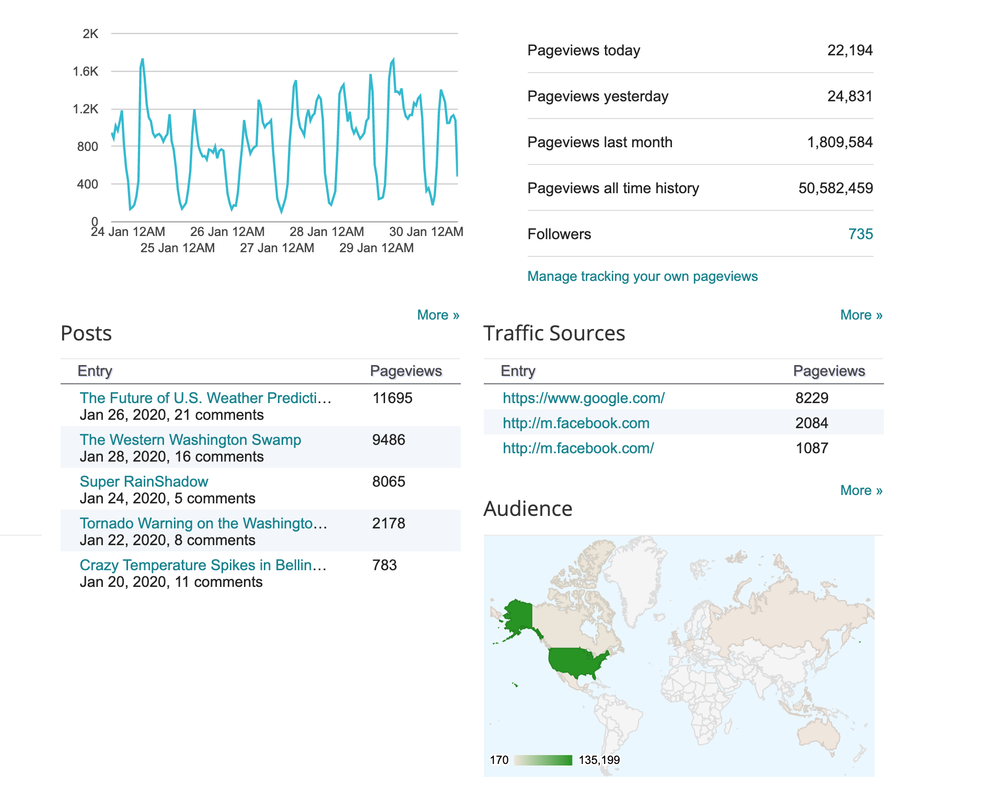 2K
1.6K
1.2K
800
400
0
24 Jan 12AM 26 Jan 12AM 28 Jan 12AM 30 Jan 12AM
25 Jan 12AM 27 Jan 12AM 29 Jan 12AM
Pageviews today 22,194
Pageviews yesterday 24,831
Pageviews last month 1,809,584
Pageviews all time history 50,582,459
Followers 735
Manage tracking your own pageviews
More »
Posts
Entry Pageviews
The Future of U.S. Weather Predicti... 11695
Jan 26, 2020, 21 comments
The Western Washington Swamp 9486
Jan 28, 2020, 16 comments
Super RainShadow 8065
Jan 24, 2020, 5 comments
Tornado Warning on the Washingto... 2178
Jan 22, 2020, 8 comments
Crazy Temperature Spikes in Bellin... 783
Jan 20, 2020, 11 comments
More »
Traffic Sources
Entry Pageviews
https://www.google.com/ 8229
http://m.facebook.com 2084
http://m.facebook.com/ 1087
More »
Audience
170 135,199